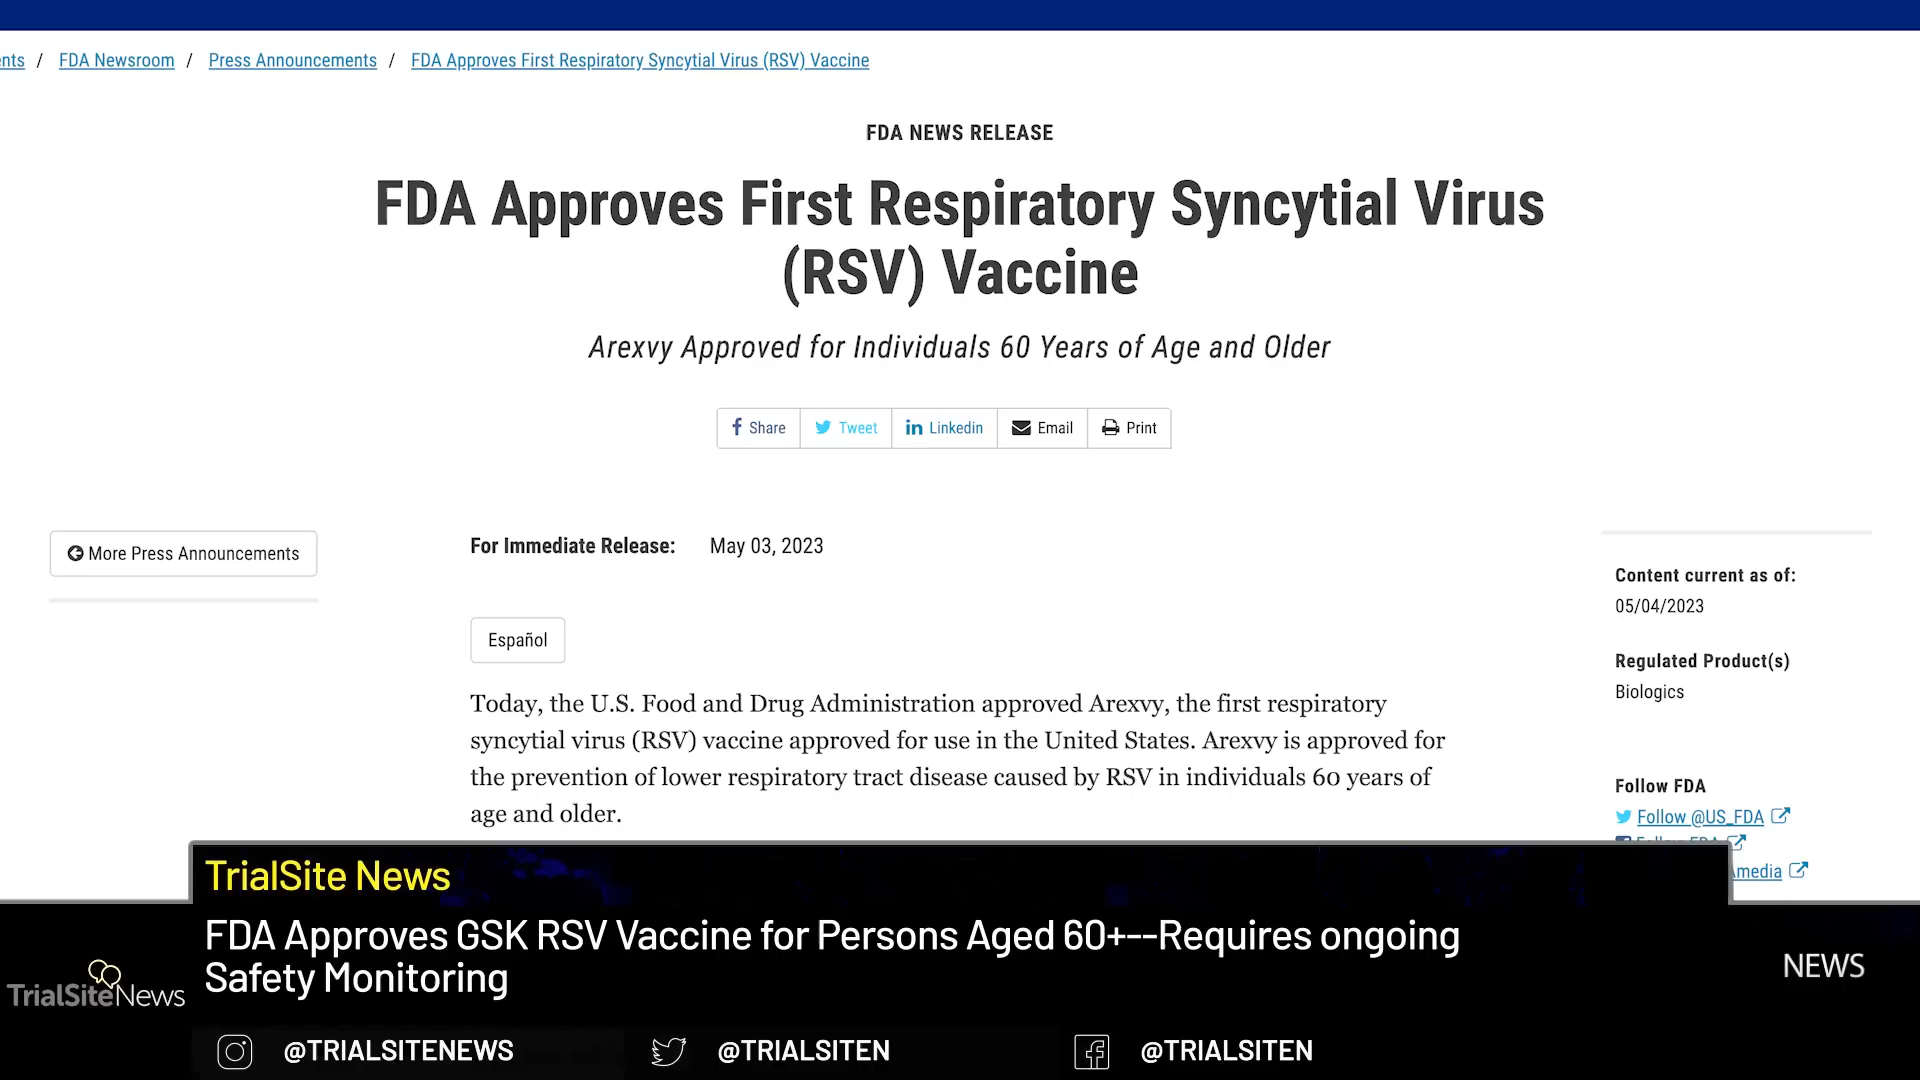 nts / FDA Newsroom / Press Announcements / FDA Approves First Respiratory Syncytial Virus (RSV) Vaccine
FDA NEWS RELEASE
FDA Approves First Respiratory Syncytial Virus
(RSV) Vaccine
Arexvy Approved for Individuals 60 Years of Age and Older
Share Tweet Linkedin Email Print
More Press Announcements
For Immediate Release: May 03, 2023
Español
Today, the U.S. Food and Drug Administration approved Arexvy, the first respiratory
syncytial virus (RSV) vaccine approved for use in the United States. Arexvy is approved for
the prevention of lower respiratory tract disease caused by RSV in individuals 60 years of
age and older.
Content current as of:
05/04/2023
Regulated Product(s)
Biologics
Follow FDA
Follow @US_FDA
Follow FDA
media
TrialSite News
FDA Approves GSK RSV Vaccine for Persons Aged 60+--Requires ongoing
Safety Monitoring
TrialSiteNews
NEWS
@TRIALSITENEWS @TRIALSITEN @TRIALSITEN